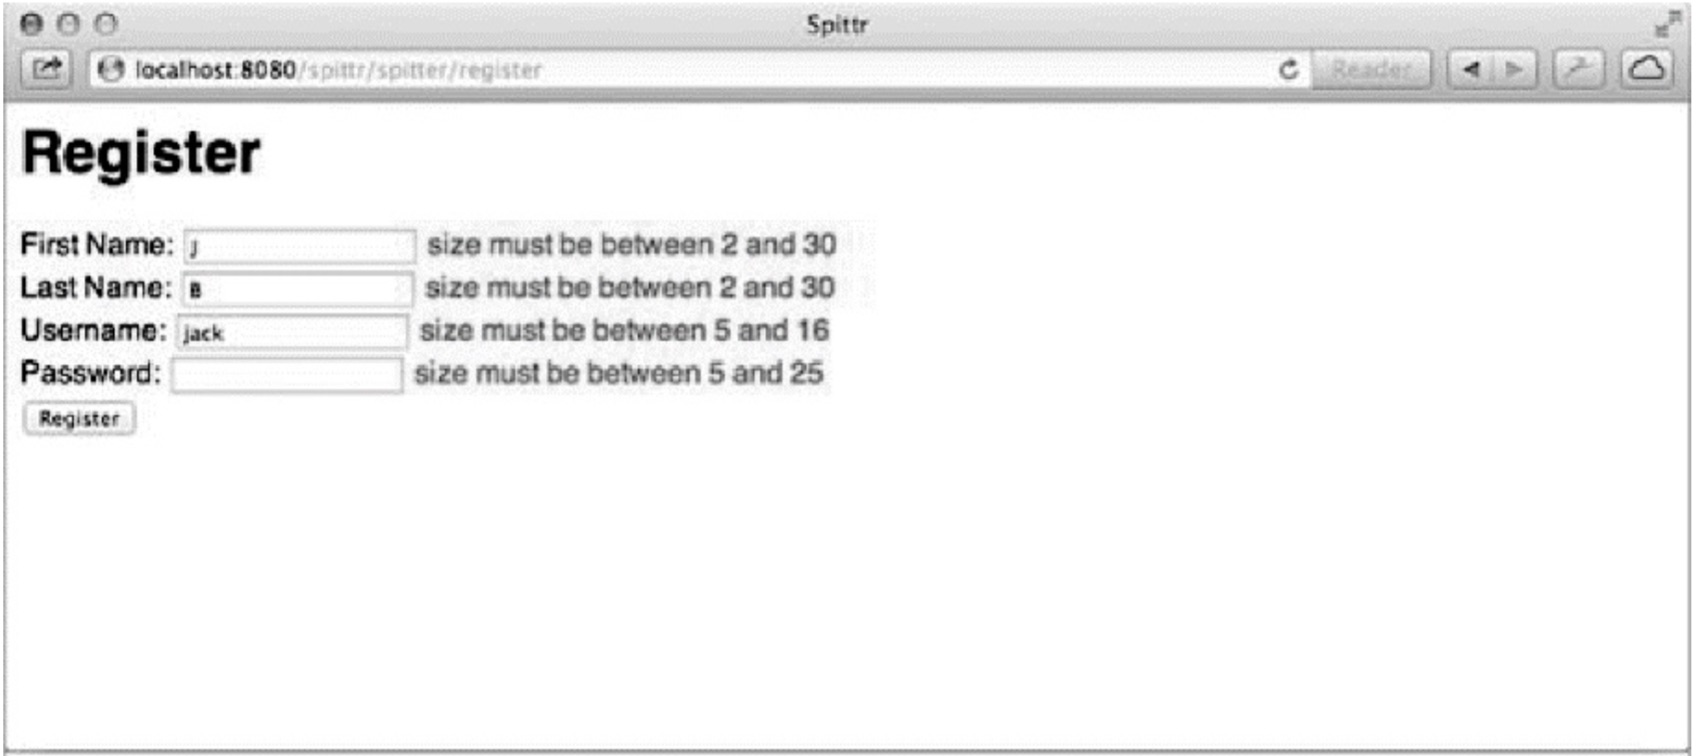 Spittr
localhost:8080/spittr/spitter/register Reader
Register
First Name: J size must be between 2 and 30
Last Name: B size must be between 2 and 30
Username: jack size must be between 5 and 16
Password: size must be between 5 and 25
Register